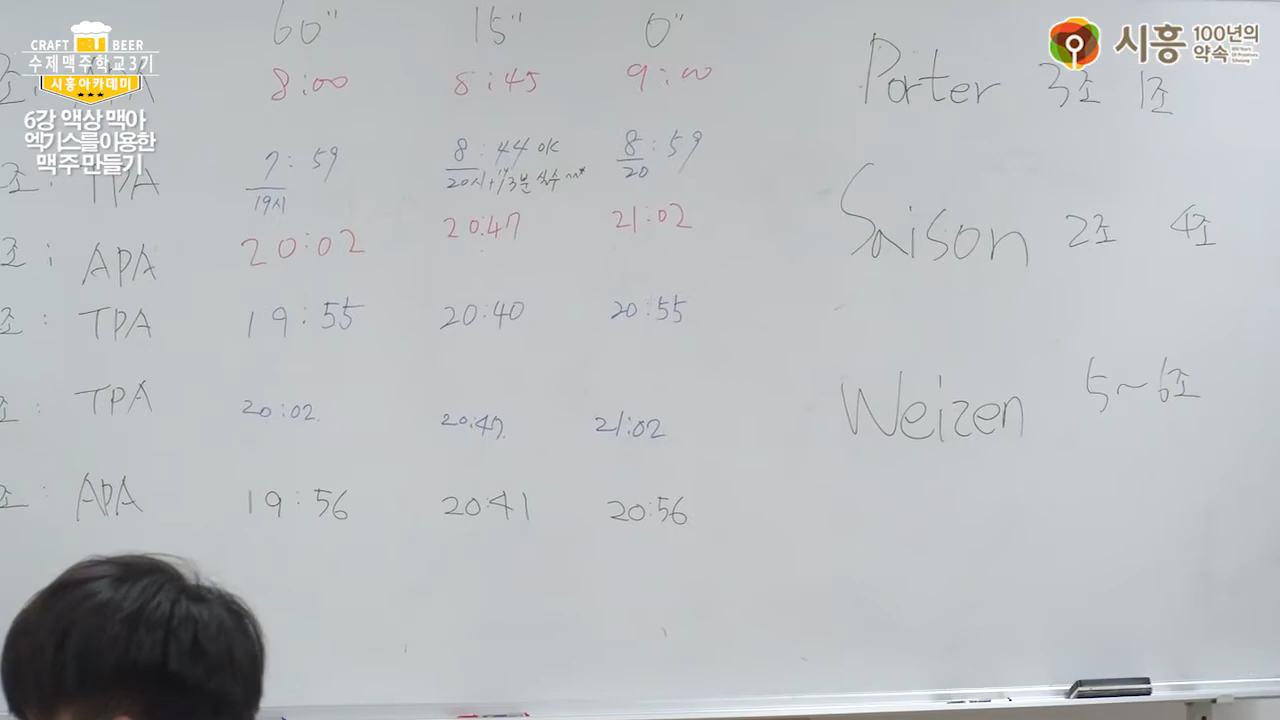 CRAFT BEER
수제맥주학교3기
시흥아카데미
6강 액상 맥아
엑기스를이용한
맥주 만들기
시흥 100년의 약속
60" 15" 0"
8:00 8:45 9:00
조: IPA 7:59 8:44 OK 8:59
19시 20시 20
조: APA 20:02 20:47 21:02
조: IPA 19:55 20:40 20:55
조: IPA 20:02 20:47 21:02
조: APA 19:56 20:41 20:56
Porter 3조 1조
Saison 2조 4조
Weizen 5~6조